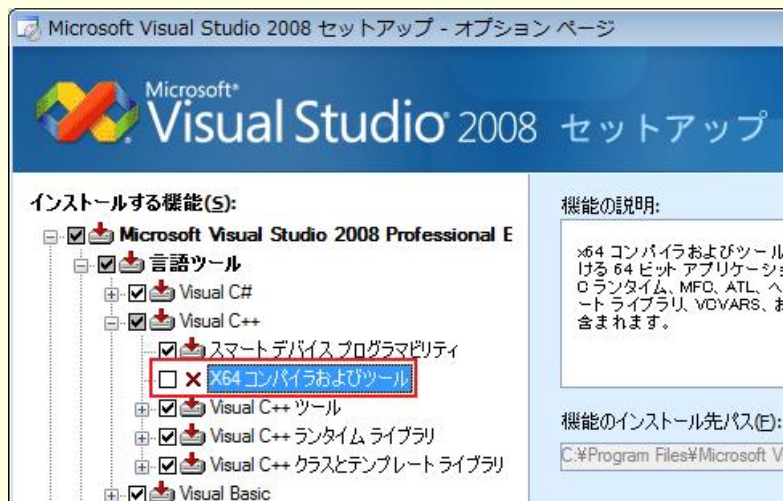 Microsoft Visual Studio 2008 セットアップ - オプション ページ
Microsoft®
Visual Studio® 2008 セットアップ
インストールする機能(S):
Microsoft Visual Studio 2008 Professional E
言語ツール
Visual C#
Visual C++
スマート デバイス プログラマビリティ
X64 コンパイラおよびツール
Visual C++ ツール
Visual C++ ランタイム ライブラリ
Visual C++ クラスとテンプレート ライブラリ
Visual Basic
機能の説明:
x64 コンパイラおよびツール
ける 64 ビット アプリケーショ
C ランタイム、MFC、ATL、ヘ
ート ライブラリ、VCVARS、お
含まれます。
機能のインストール先パス(E):
C:¥Program Files¥Microsoft V